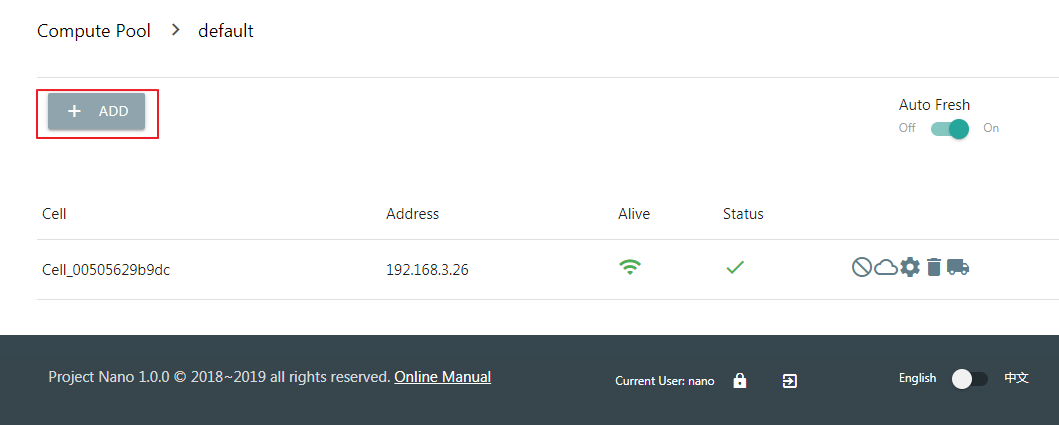 Compute Pool > default
+ ADD
Auto Fresh
Off On
Cell Address Alive Status
Cell_00505629b9dc 192.168.3.26
Project Nano 1.0.0 © 2018~2019 all rights reserved. Online Manual
Current User: nano
English 中文